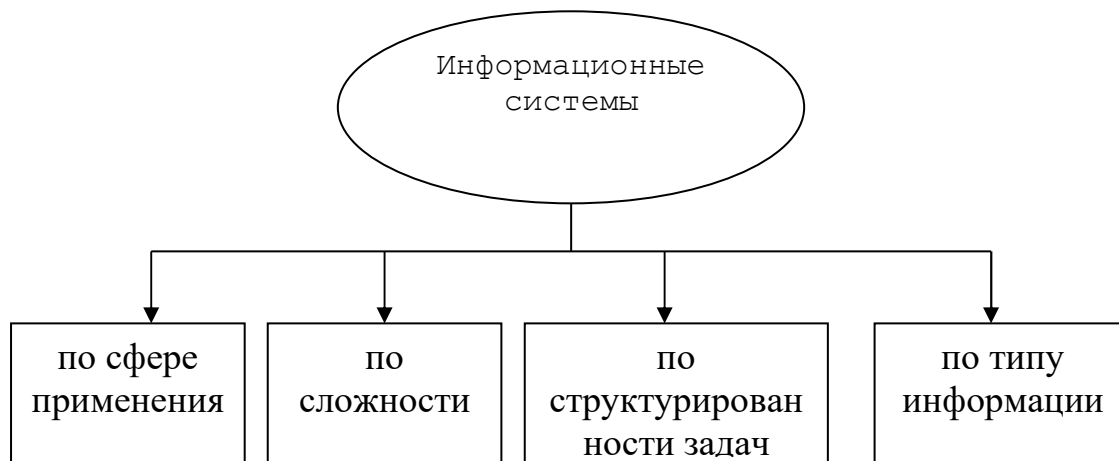 Информационные
системы
по сфере
применения
по
сложности
по
структурирован
ности задач
по типу
информации